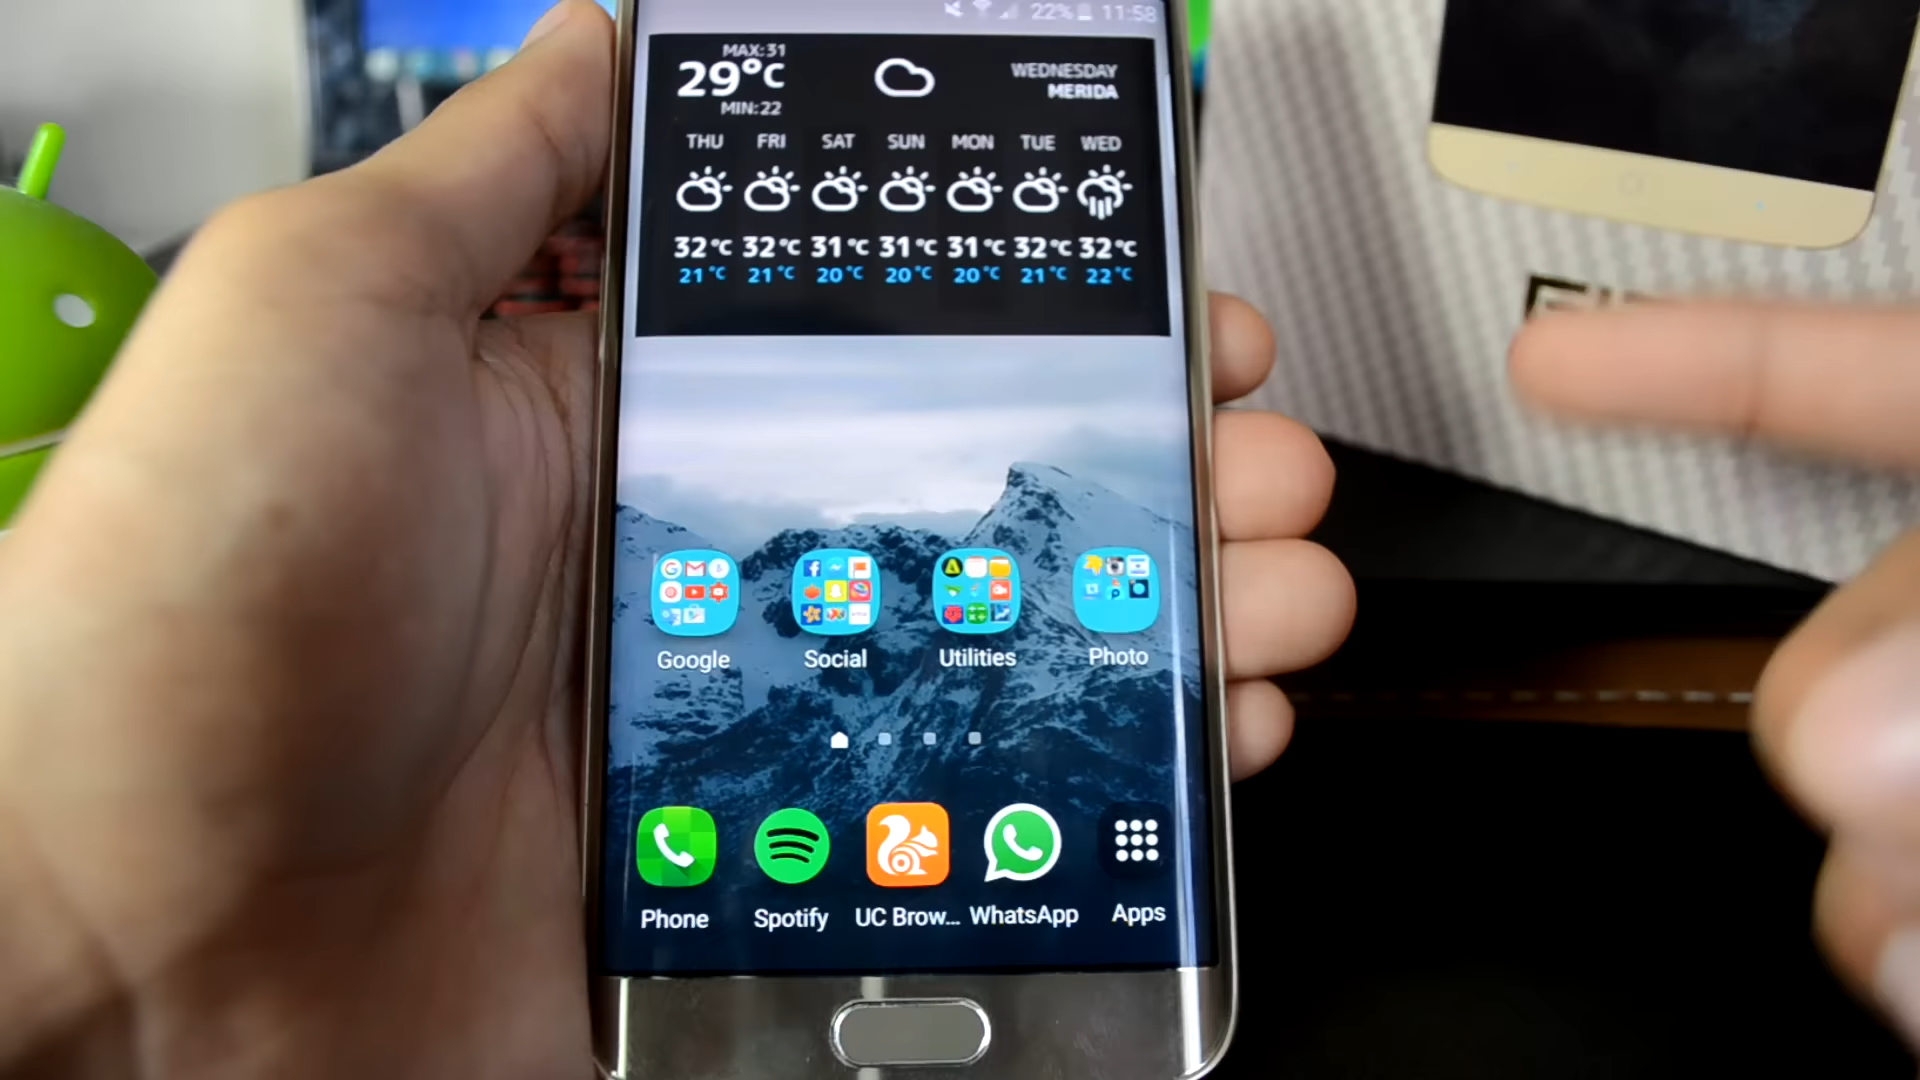 22% 11:58
MAX:31
29°C
MIN:22
WEDNESDAY
MERIDA
THU FRI SAT SUN MON TUE WED
32°C 32°C 31°C 31°C 31°C 32°C 32°C
21°C 21°C 20°C 20°C 20°C 21°C 22°C
Google Social Utilities Photo
Phone Spotify UC Brow... WhatsApp Apps